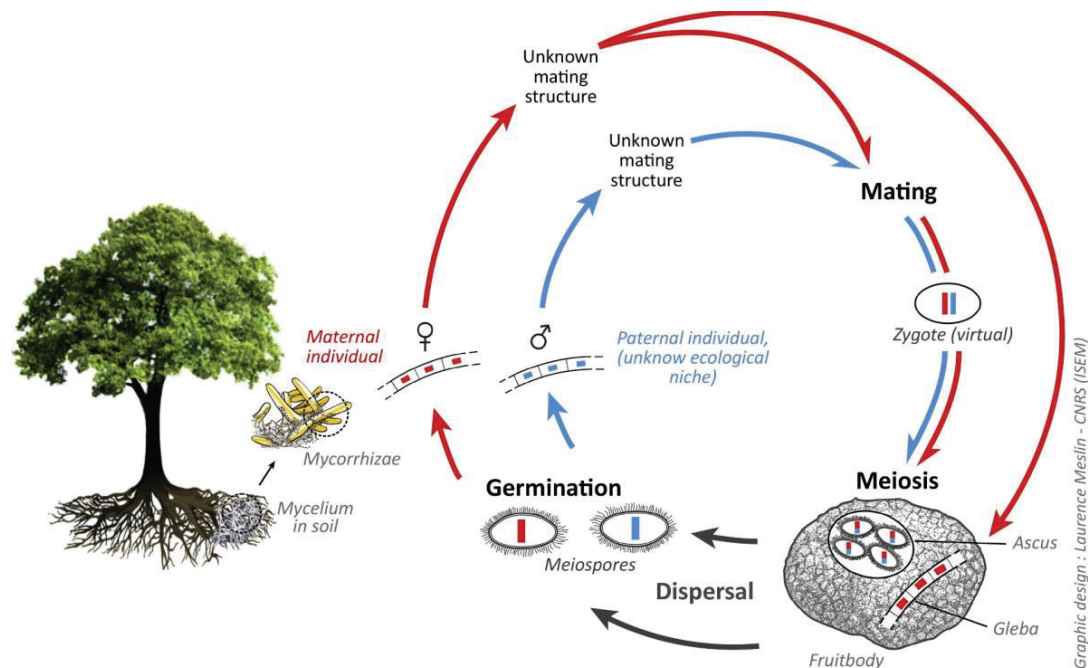 Unknown
mating
structure
Unknown
mating
structure
Mating
Zygote (virtual)
Maternal
individual
♀
♂
Paternal individual,
(unknow ecological
niche)
Mycorrhizae
Mycelium
in soil
Germination
Meiospores
Meiosis
Ascus
Gleba
Dispersal
Fruitbody
Graphic design : Laurence Meslin - CNRS (ISEM)